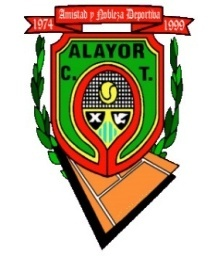 Amistad y Nobleza Deportiva
1974 1999
ALAYOR
C. T.